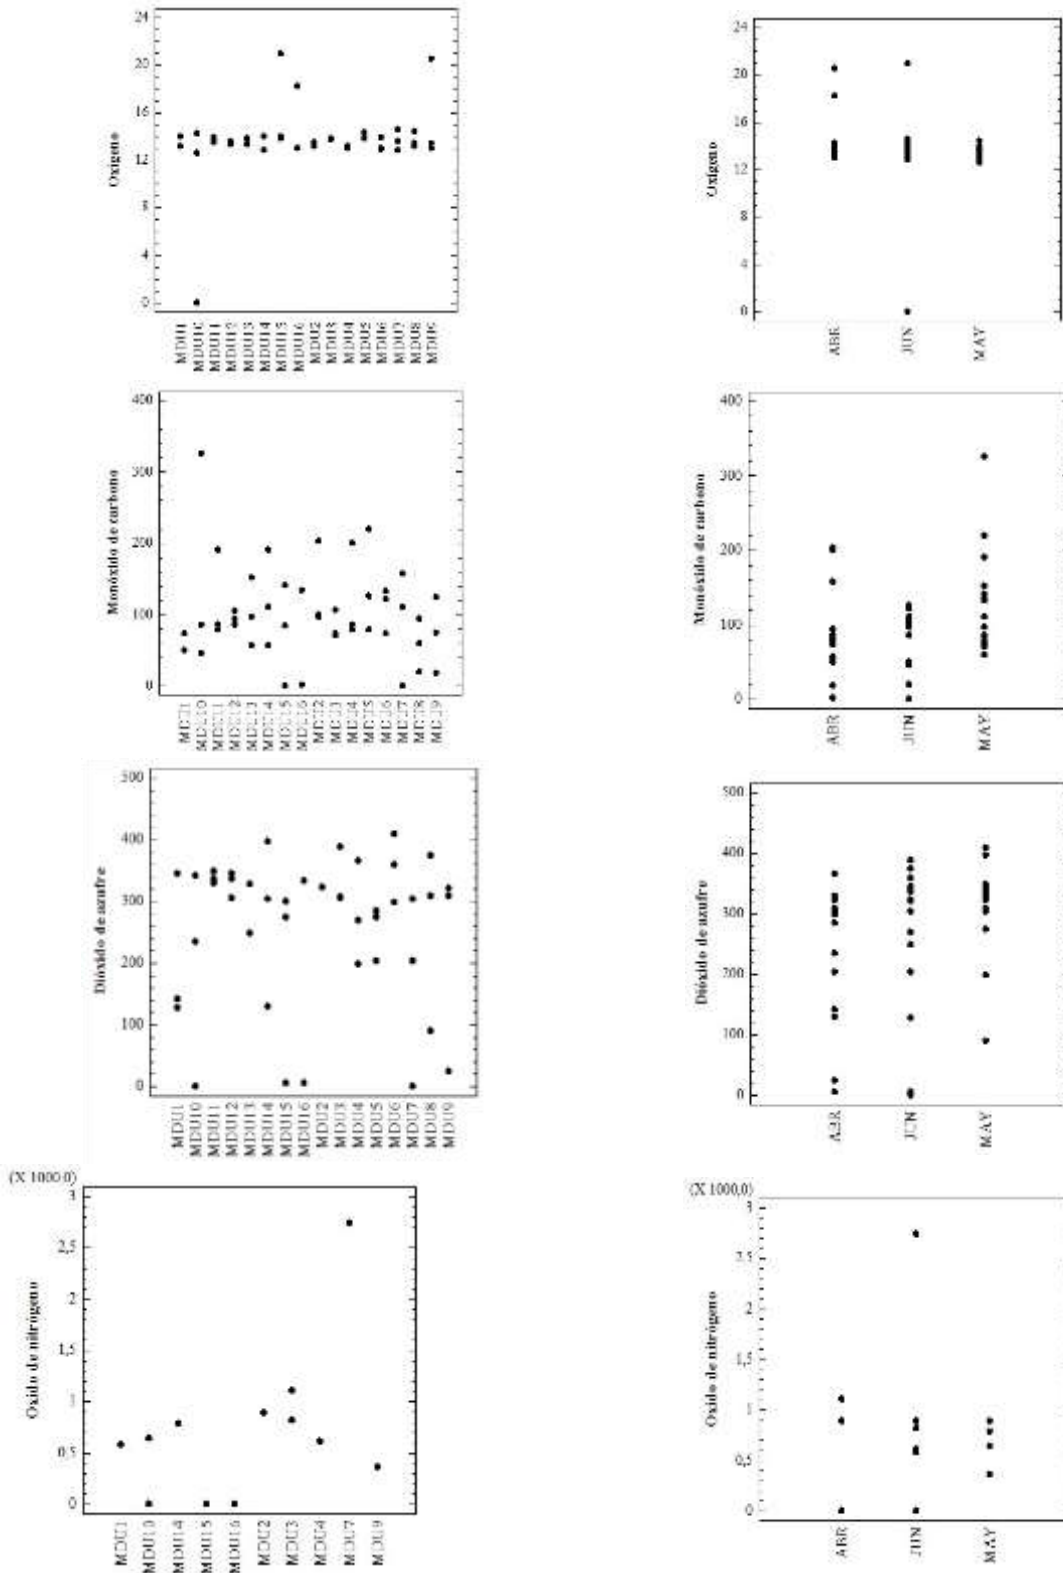 24
20
16
12
8
4
0
Oxígeno
MDU1
MDU10
MDU11
MDU12
MDU13
MDU14
MDU15
MDU16
MDU2
MDU3
MDU4
MDU5
MDU6
MDU7
MDU8
MDU9
24
20
16
12
8
4
0
Oxígeno
ABR
JUN
MAY
400
300
200
100
0
Monóxido de carbono
MDU1
MDU10
MDU11
MDU12
MDU13
MDU14
MDU15
MDU16
MDU2
MDU3
MDU4
MDU5
MDU6
MDU7
MDU8
MDU9
400
300
200
100
0
Monóxido de carbono
ABR
JUN
MAY
500
400
300
200
100
0
Dióxido de azufre
MDU1
MDU10
MDU11
MDU12
MDU13
MDU14
MDU15
MDU16
MDU2
MDU3
MDU4
MDU5
MDU6
MDU7
MDU8
MDU9
500
400
300
200
100
0
Dióxido de azufre
ABR
JUN
MAY
(X 1000,0)
3
2,5
2
1,5
1
0,5
0
Oxido de nitrógeno
MDU1
MDU10
MDU14
MDU15
MDU16
MDU2
MDU3
MDU4
MDU7
MDU9
(X 1000,0)
3
2,5
2
1,5
1
0,5
0
Oxido de nitrógeno
ABR
JUN
MAY